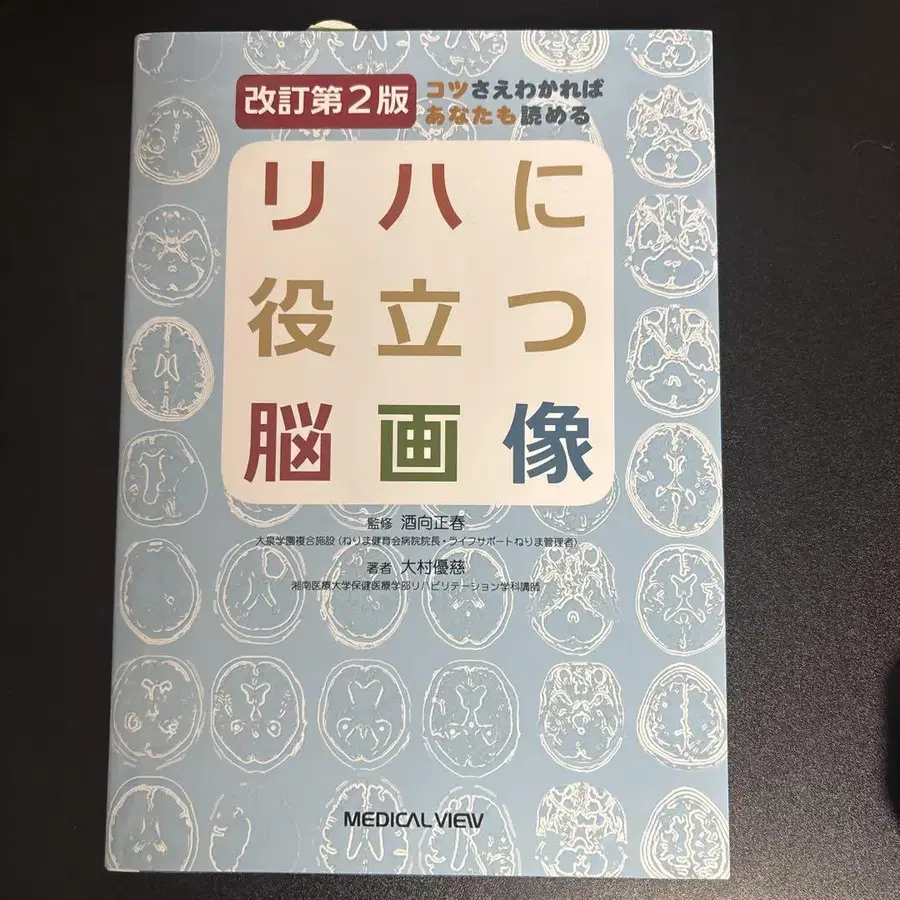 改訂第2版
コツさえわかれば
あなたも読める
リハに
役立つ
脳画像
監修 酒向正春
大泉学園複合施設(ねりま健育会病院院長・ライフサポートねりま管理者)
著者 大村優慈
湘南医療大学保健医療学部リハビリテーション学科講師
MEDICAL VIEW